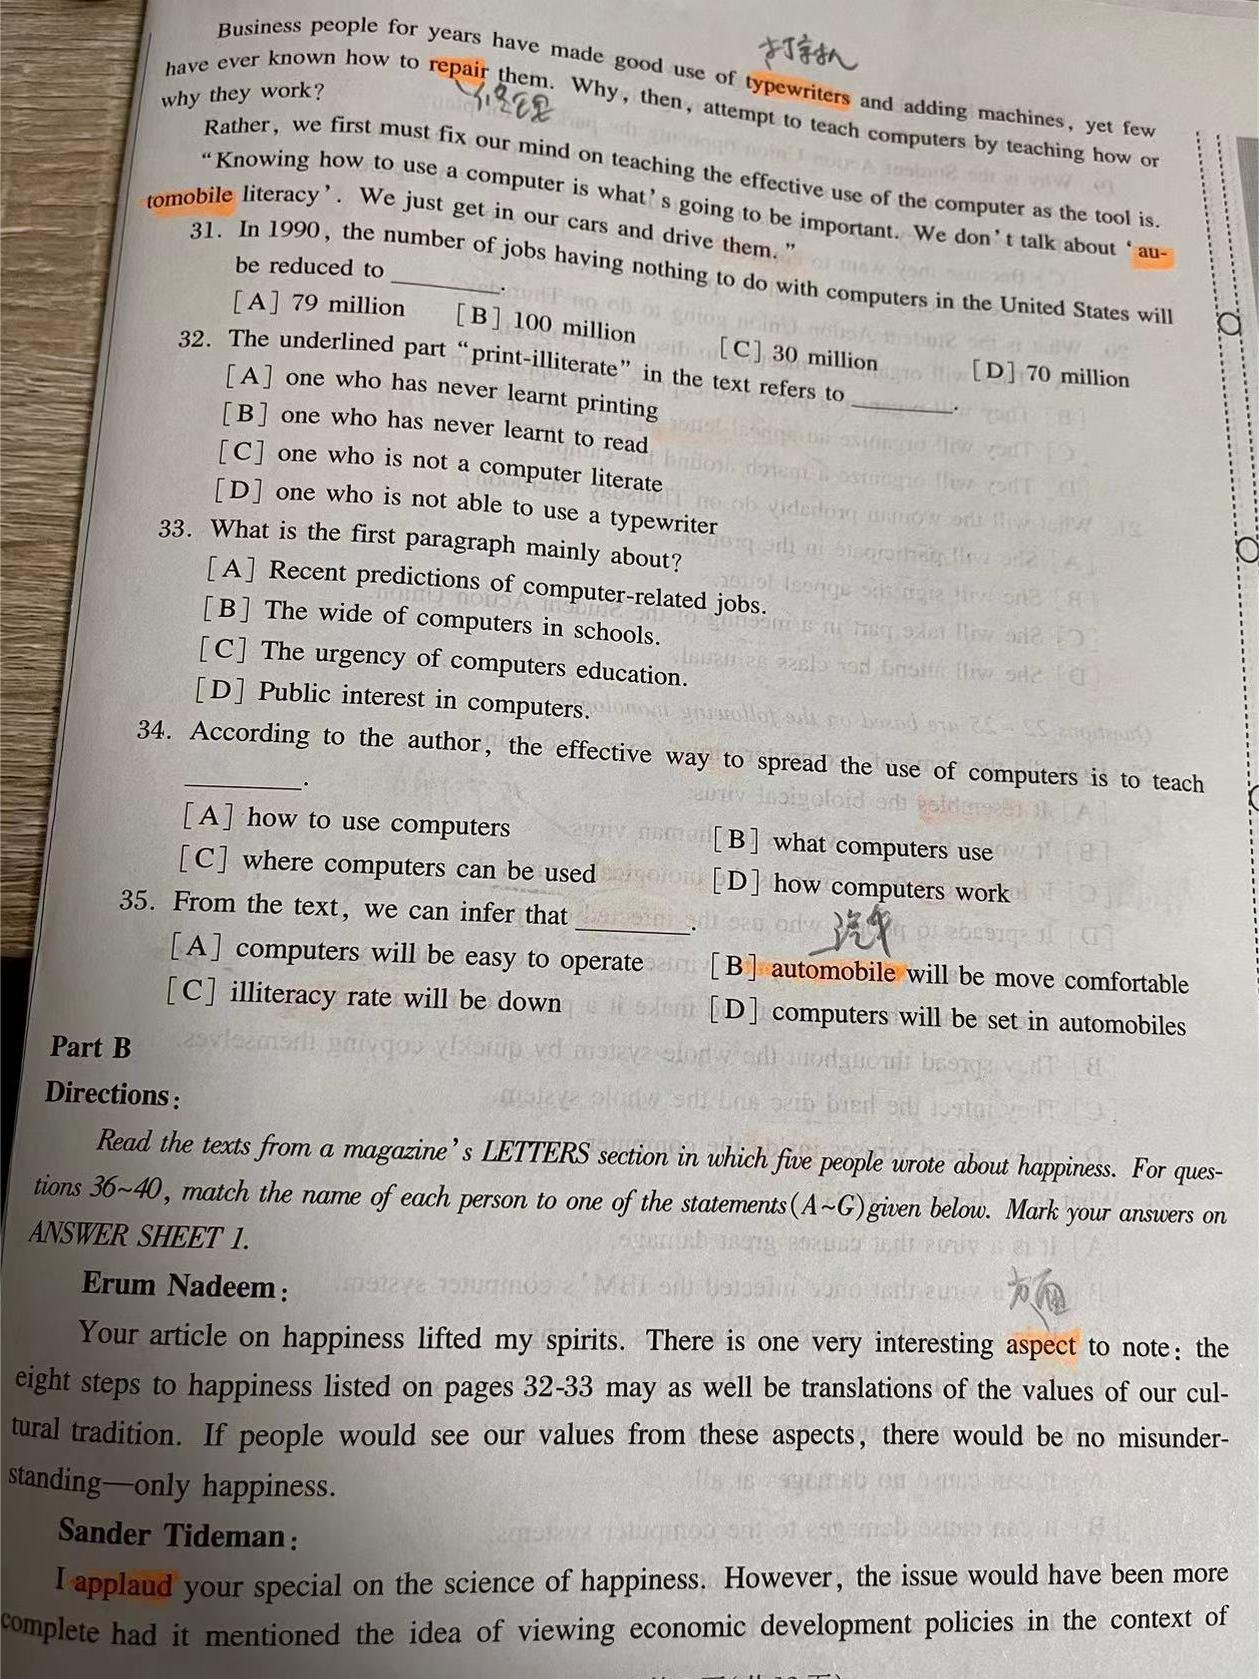 Business people for years have made good use of typewriters and adding machines, yet few
打字机
have ever known how to repair them. Why, then, attempt to teach computers by teaching how or
why they work?
修理
Rather, we first must fix our mind on teaching the effective use of the computer as the tool is.
“Knowing how to use a computer is what's going to be important. We don't talk about ‘au-
tomobile literacy’. We just get in our cars and drive them.”
31. In 1990, the number of jobs having nothing to do with computers in the United States will
be reduced to ______.
[A] 79 million [B] 100 million [C] 30 million [D] 70 million
32. The underlined part “print-illiterate” in the text refers to ______.
[A] one who has never learnt printing
[B] one who has never learnt to read
[C] one who is not a computer literate
[D] one who is not able to use a typewriter
33. What is the first paragraph mainly about?
[A] Recent predictions of computer-related jobs.
[B] The wide of computers in schools.
[C] The urgency of computers education.
[D] Public interest in computers.
34. According to the author, the effective way to spread the use of computers is to teach
______.
[A] how to use computers [B] what computers use
[C] where computers can be used [D] how computers work
35. From the text, we can infer that ______.
汽车
[A] computers will be easy to operate [B] automobile will be move comfortable
[C] illiteracy rate will be down [D] computers will be set in automobiles
Part B
Directions:
Read the texts from a magazine's LETTERS section in which five people wrote about happiness. For ques-
tions 36~40, match the name of each person to one of the statements(A~G)given below. Mark your answers on
ANSWER SHEET 1.
Erum Nadeem:
方面
Your article on happiness lifted my spirits. There is one very interesting aspect to note: the
eight steps to happiness listed on pages 32-33 may as well be translations of the values of our cul-
tural tradition. If people would see our values from these aspects, there would be no misunder-
standing—only happiness.
Sander Tideman:
I applaud your special on the science of happiness. However, the issue would have been more
complete had it mentioned the idea of viewing economic development policies in the context of